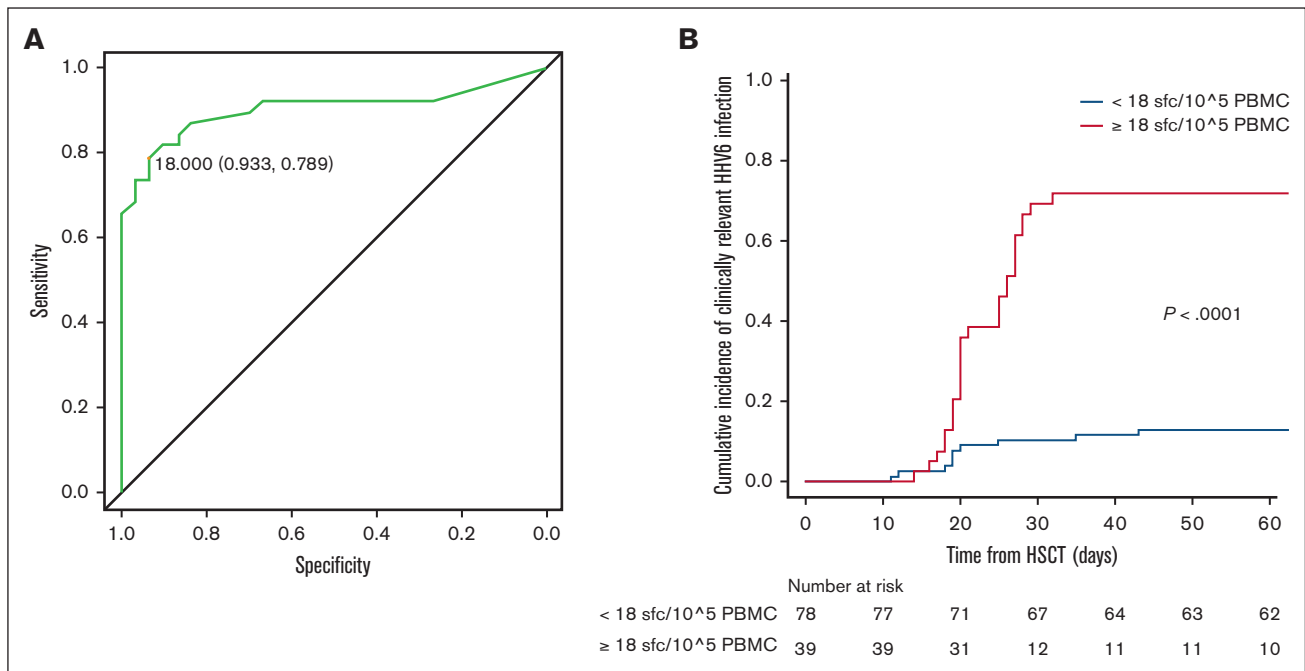 A
1.0
0.8
0.6
0.4
0.2
0.0
Sensitivity
18.000 (0.933, 0.789)
1.0 0.8 0.6 0.4 0.2 0.0
Specificity
B
Cumulative incidence of clinically relevant HHV6 infection
1.0
0.8
0.6
0.4
0.2
0.0
< 18 sfc/10^5 PBMC
≥ 18 sfc/10^5 PBMC
P < .0001
0 10 20 30 40 50 60
Time from HSCT (days)
Number at risk
< 18 sfc/10^5 PBMC 78 77 71 67 64 63 62
≥ 18 sfc/10^5 PBMC 39 39 31 12 11 11 10